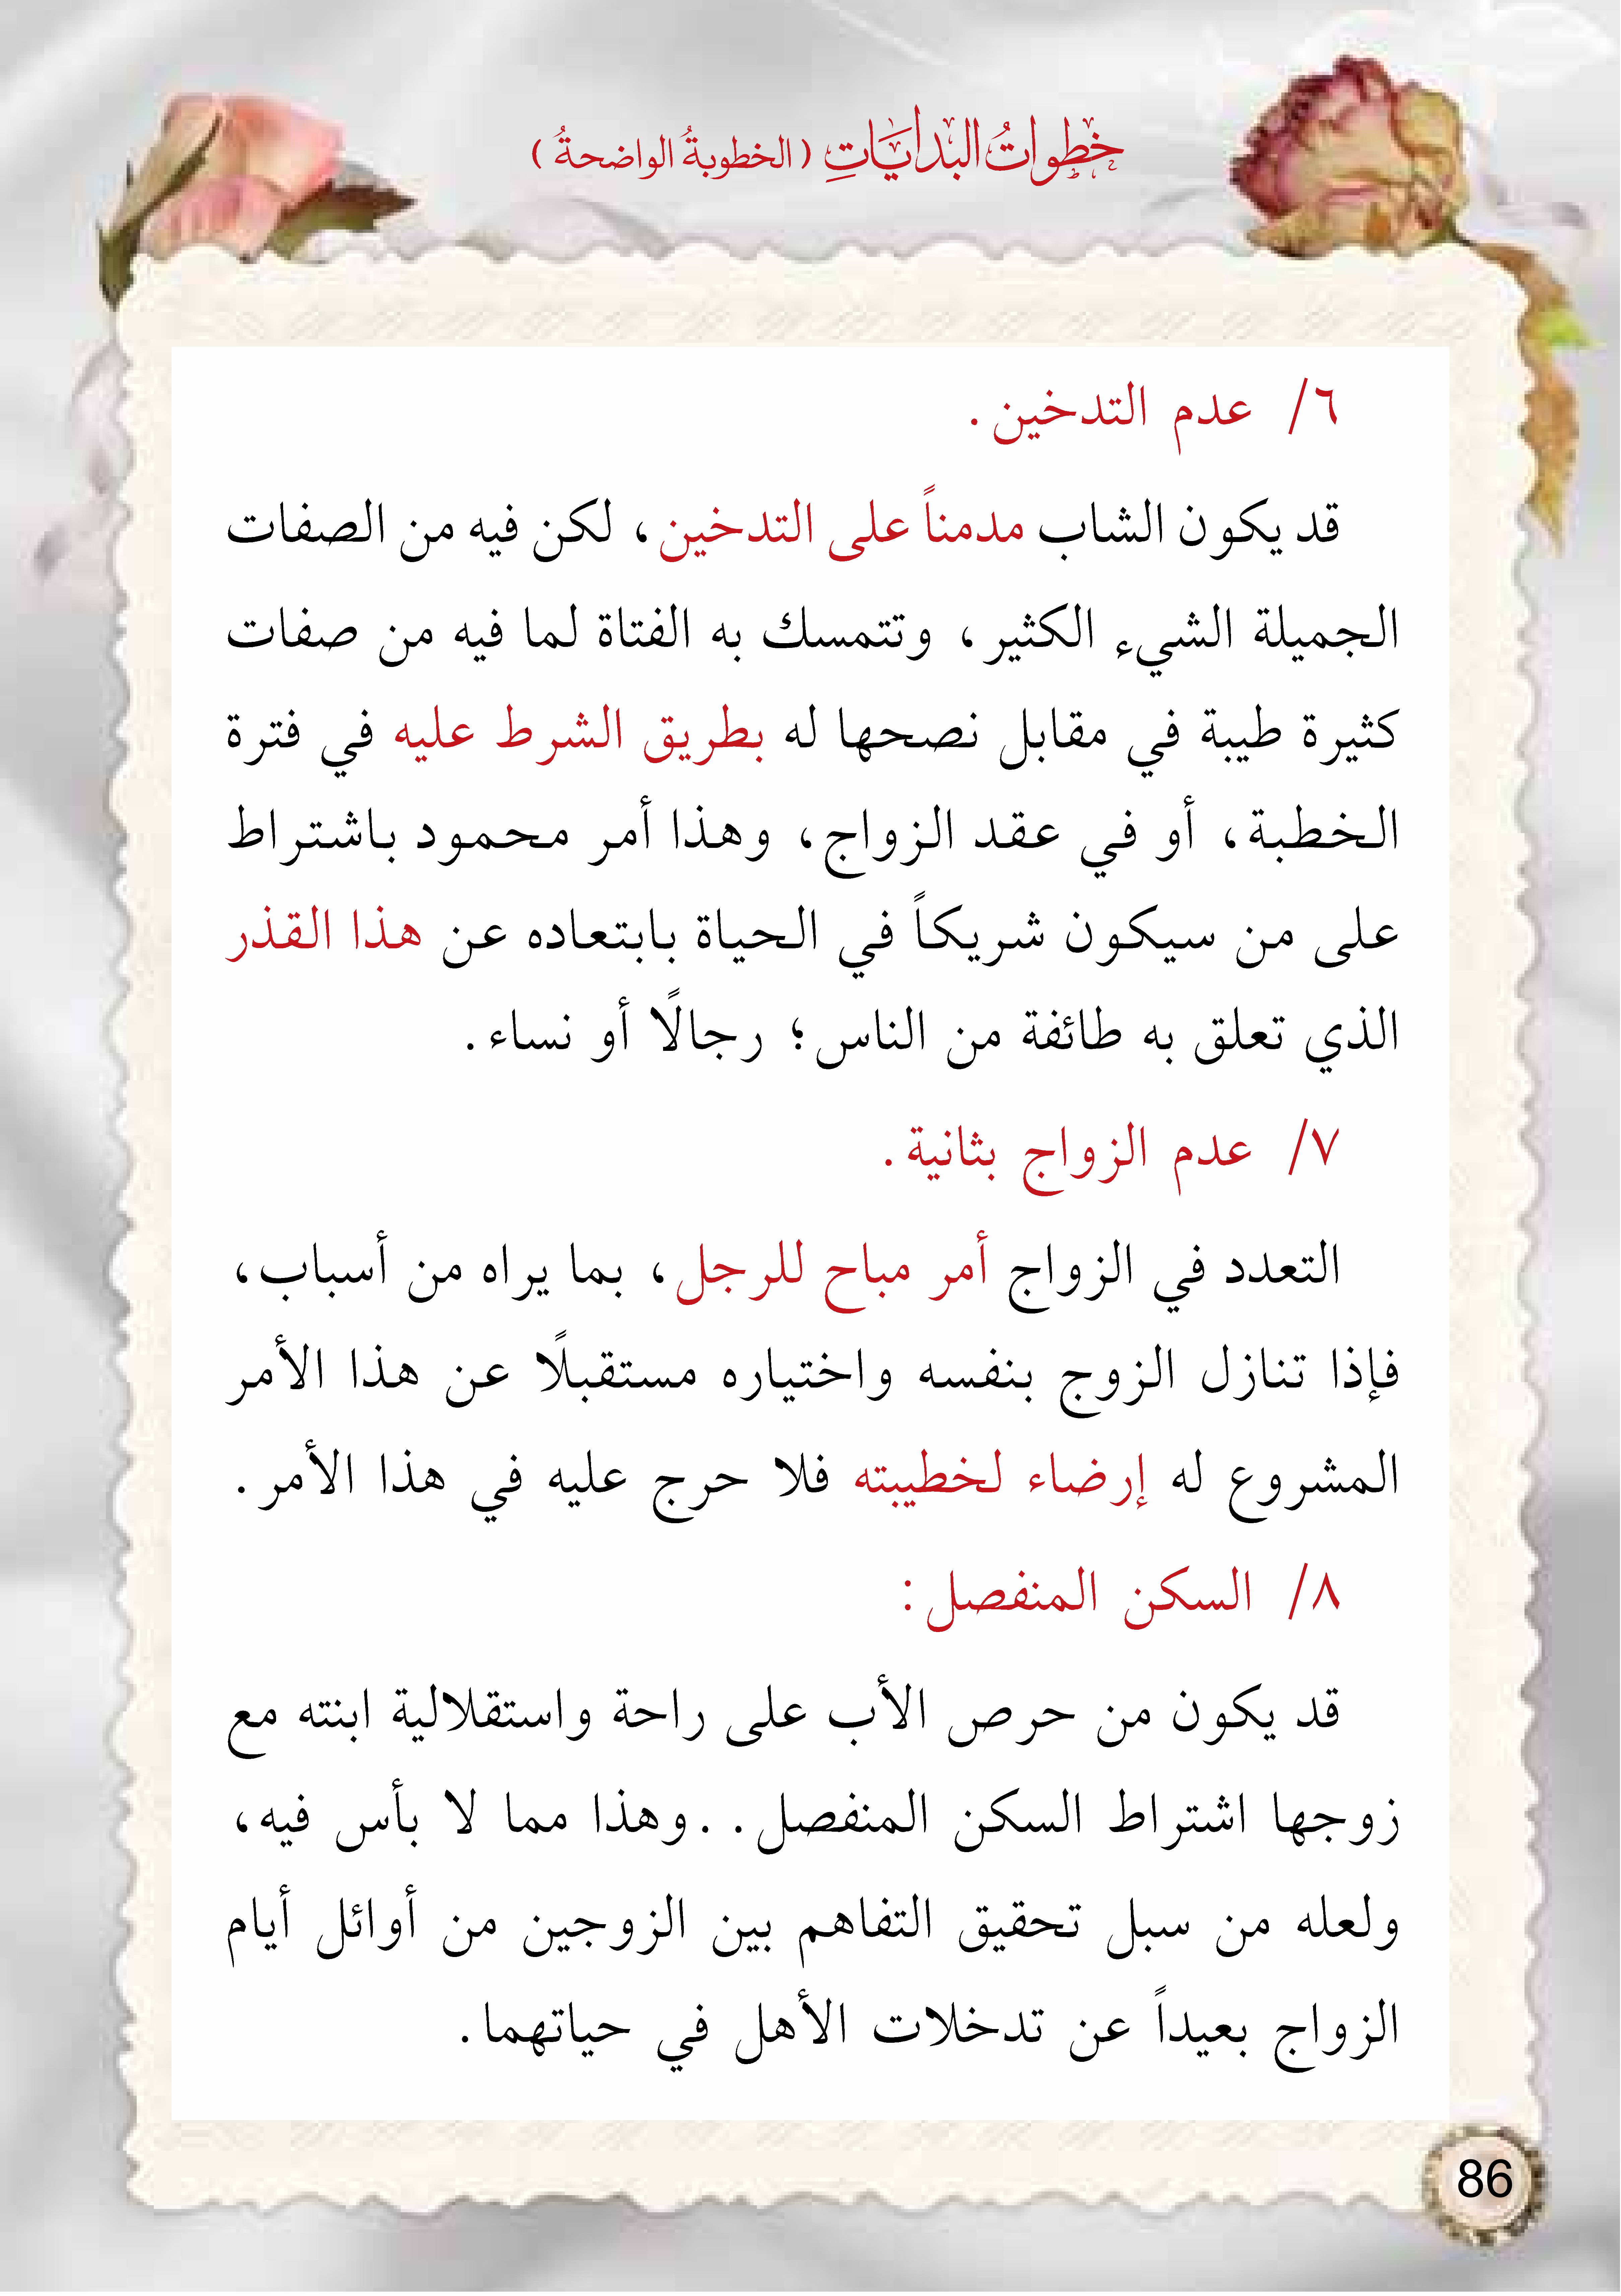 خطواتُ البدايَاتِ (الخطوبةُ الواضحةُ)
٦/ عدم التدخين.
قد يكون الشاب مدمناً على التدخين، لكن فيه من الصفات
الجميلة الشيء الكثير، وتتمسك به الفتاة لما فيه من صفات
كثيرة طيبة في مقابل نصحها له بطريق الشرط عليه في فترة
الخطبة، أو في عقد الزواج، وهذا أمر محمود باشتراط
على من سيكون شريكاً في الحياة بابتعاده عن هذا القذر
الذي تعلق به طائفة من الناس؛ رجالًا أو نساء.
٧/ عدم الزواج بثانية.
التعدد في الزواج أمر مباح للرجل، بما يراه من أسباب،
فإذا تنازل الزوج بنفسه واختياره مستقبلًا عن هذا الأمر
المشروع له إرضاء لخطيبته فلا حرج عليه في هذا الأمر.
٨/ السكن المنفصل:
قد يكون من حرص الأب على راحة واستقلالية ابنته مع
زوجها اشتراط السكن المنفصل.. وهذا مما لا بأس فيه،
ولعله من سبل تحقيق التفاهم بين الزوجين من أوائل أيام
الزواج بعيداً عن تدخلات الأهل في حياتهما.
86